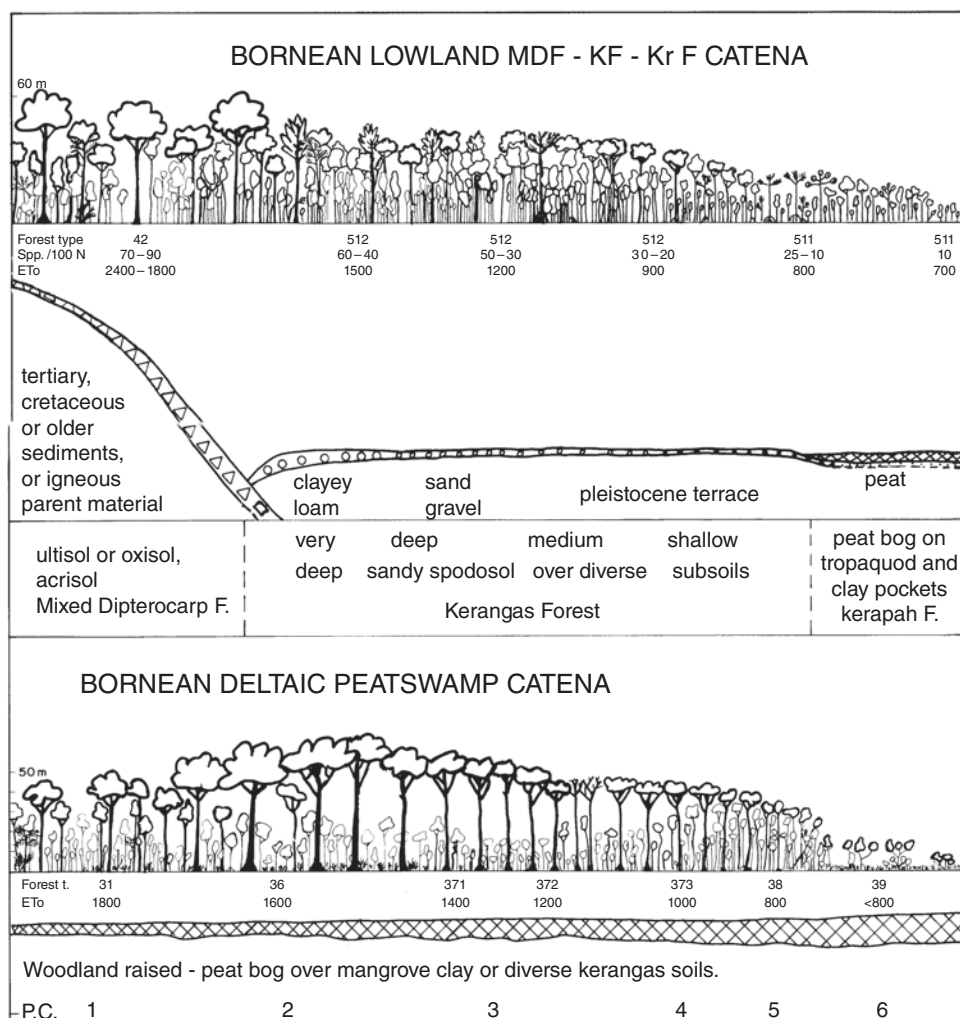 BORNEAN LOWLAND MDF - KF - Kr F CATENA
60 m
Forest type 42 512 512 512 511 511
Spp. /100 N 70–90 60–40 50–30 30–20 25–10 10
ETo 2400–1800 1500 1200 900 800 700
tertiary,
cretaceous
or older
sediments,
or igneous
parent material
clayey
loam
sand
gravel
pleistocene terrace
peat
ultisol or oxisol,
acrisol
Mixed Dipterocarp F.
very deep medium shallow
deep sandy spodosol over diverse subsoils
Kerangas Forest
peat bog on
tropaquod and
clay pockets
kerapah F.
BORNEAN DELTAIC PEATSWAMP CATENA
50 m
Forest t. 31 36 371 372 373 38 39
ETo 1800 1600 1400 1200 1000 800 <800
Woodland raised - peat bog over mangrove clay or diverse kerangas soils.
P.C. 1 2 3 4 5 6